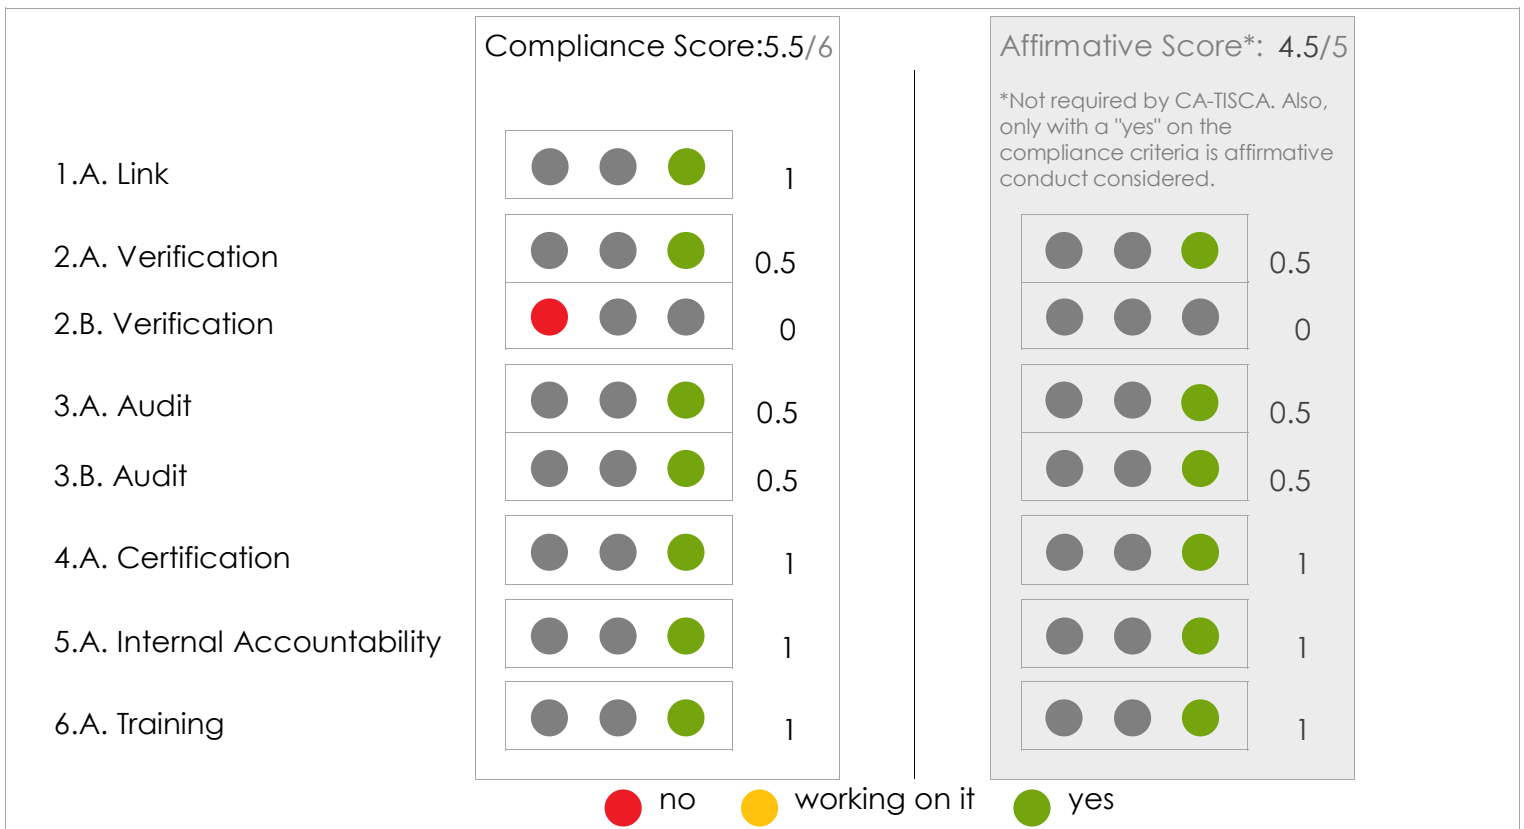 Compliance Score:5.5/6
Affirmative Score*: 4.5/5
*Not required by CA-TISCA. Also,
only with a "yes" on the
compliance criteria is affirmative
conduct considered.
1.A. Link 1
2.A. Verification 0.5 0.5
2.B. Verification 0 0
3.A. Audit 0.5 0.5
3.B. Audit 0.5 0.5
4.A. Certification 1 1
5.A. Internal Accountability 1 1
6.A. Training 1 1
no working on it yes